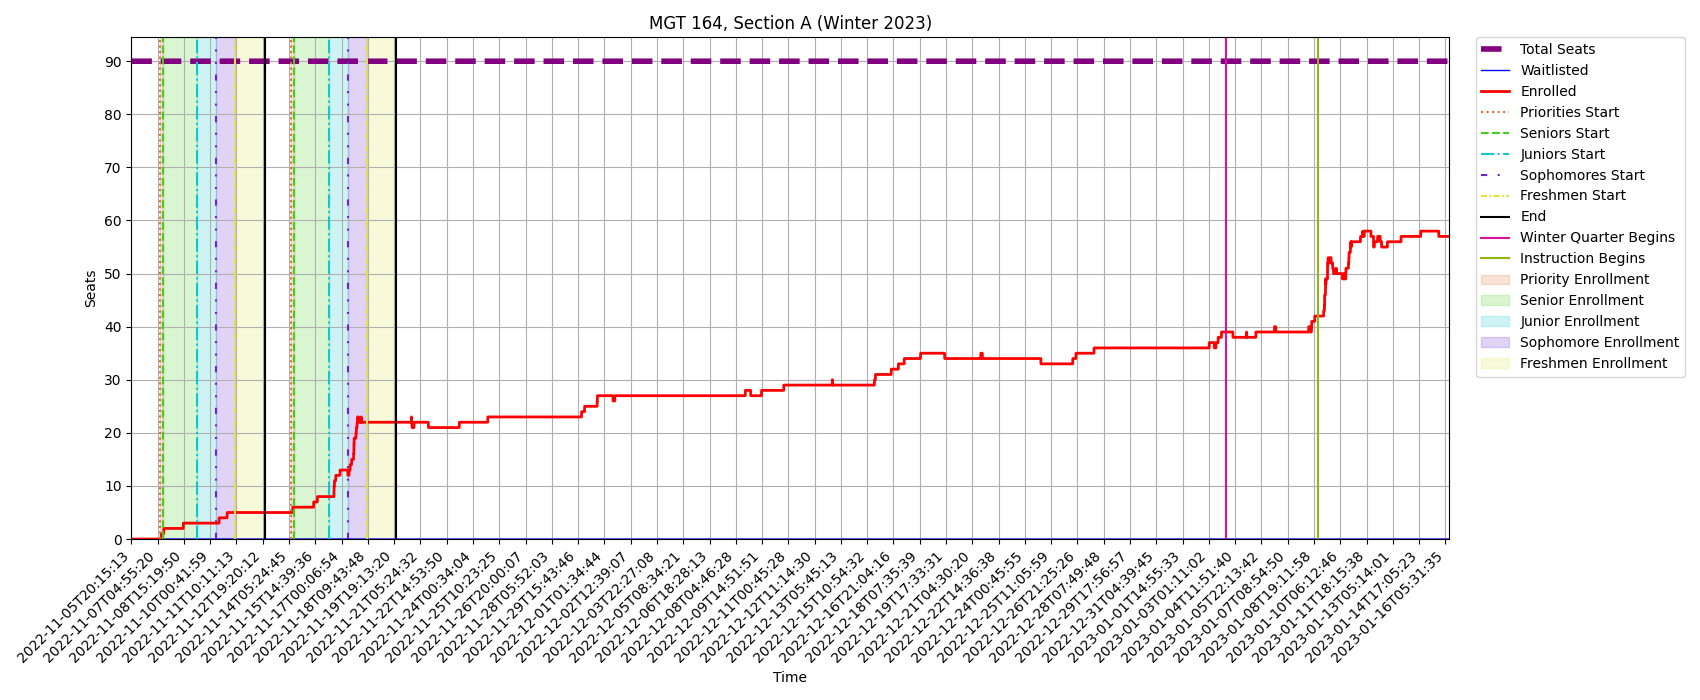 MGT 164, Section A (Winter 2023)
Seats
90
80
70
60
50
40
30
20
10
0
2022-11-05T20:15:13
2022-11-07T04:55:20
2022-11-08T15:19:50
2022-11-10T00:41:59
2022-11-11T10:11:13
2022-11-12T19:20:12
2022-11-14T05:24:45
2022-11-15T14:39:36
2022-11-17T00:06:54
2022-11-18T09:43:48
2022-11-19T19:13:20
2022-11-21T05:24:32
2022-11-22T14:53:50
2022-11-24T00:34:04
2022-11-25T10:23:25
2022-11-26T20:00:07
2022-11-28T05:52:03
2022-11-29T15:43:46
2022-12-01T01:34:44
2022-12-02T12:39:07
2022-12-03T22:27:08
2022-12-05T08:34:21
2022-12-06T18:28:13
2022-12-08T04:46:28
2022-12-09T14:51:51
2022-12-11T00:45:28
2022-12-12T11:14:30
2022-12-13T05:45:13
2022-12-15T10:54:32
2022-12-16T21:04:16
2022-12-18T07:35:39
2022-12-19T17:33:31
2022-12-21T04:30:20
2022-12-22T14:36:38
2022-12-24T00:45:55
2022-12-25T11:05:59
2022-12-26T21:25:26
2022-12-28T07:49:48
2022-12-29T17:56:57
2022-12-31T04:39:45
2023-01-01T14:55:33
2023-01-03T01:11:02
2023-01-04T11:51:40
2023-01-05T22:13:42
2023-01-07T08:54:50
2023-01-08T19:11:58
2023-01-10T06:12:46
2023-01-11T18:15:38
2023-01-13T05:14:01
2023-01-14T17:05:23
2023-01-16T05:31:35
Time
Total Seats
Waitlisted
Enrolled
Priorities Start
Seniors Start
Juniors Start
Sophomores Start
Freshmen Start
End
Winter Quarter Begins
Instruction Begins
Priority Enrollment
Senior Enrollment
Junior Enrollment
Sophomore Enrollment
Freshmen Enrollment